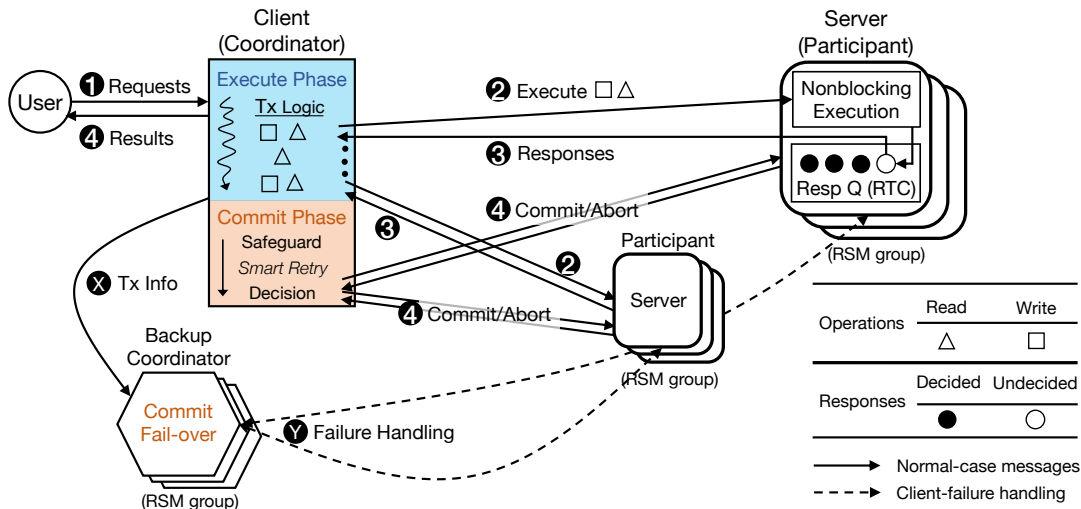 Client
(Coordinator)
Server
(Participant)
Execute Phase
Tx Logic
User
1 Requests
4 Results
2 Execute □ △
3 Responses
Nonblocking
Execution
Resp Q (RTC)
(RSM group)
4 Commit/Abort
Commit Phase
Safeguard
Smart Retry
Decision
3
2
Participant
Server
(RSM group)
4 Commit/Abort
X Tx Info
Backup
Coordinator
Commit
Fail-over
(RSM group)
Y Failure Handling
Operations
Read
Write
△
□
Responses
Decided
Undecided
Normal-case messages
Client-failure handling